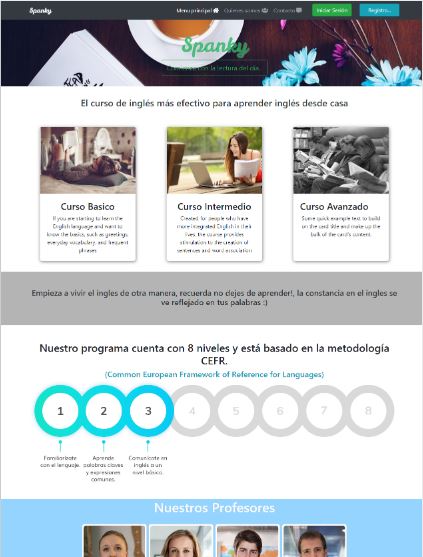 Spanky
Menu principal
Quienes somos
Contacto
Iniciar Sesión
Registro...
Spanky
con la lectura del día.
El curso de inglés más efectivo para aprender inglés desde casa
Curso Basico
If you are starting to learn the
English language and want to
know the basics, such as greetings,
everyday vocabulary, and frequent
phrases
Curso Intermedio
Created for people who have
more integrated English in their
lives, the course provides
stimulation to the creation of
sentences and word association
Curso Avanzado
Some quick example text to build
on the card title and make up the
bulk of the card's content.
Empieza a vivir el ingles de otra manera, recuerda no dejes de aprender!, la constancia en el ingles se
ve reflejado en tus palabras :)
Nuestro programa cuenta con 8 niveles y está basado en la metodología
CEFR.
(Common European Framework of Reference for Languages)
1 2 3 4 5 6 7 8
Familiarízate
con el lenguaje.
Aprende
palabras claves
y expresiones
comunes.
Comunícate en
inglés a un
nivel básico.
Nuestros Profesores